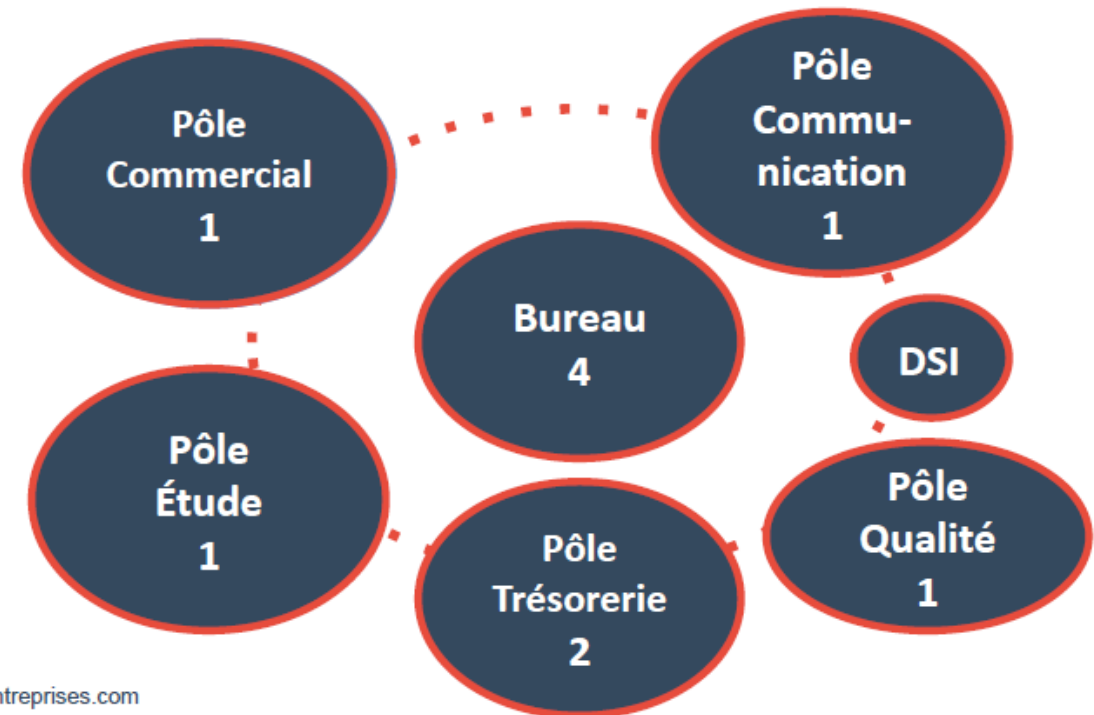 Pôle
Commercial
1
Pôle
Commu-
nication
1
Bureau
4
DSI
Pôle
Étude
1
Pôle
Trésorerie
2
Pôle
Qualité
1
ntreprises.com